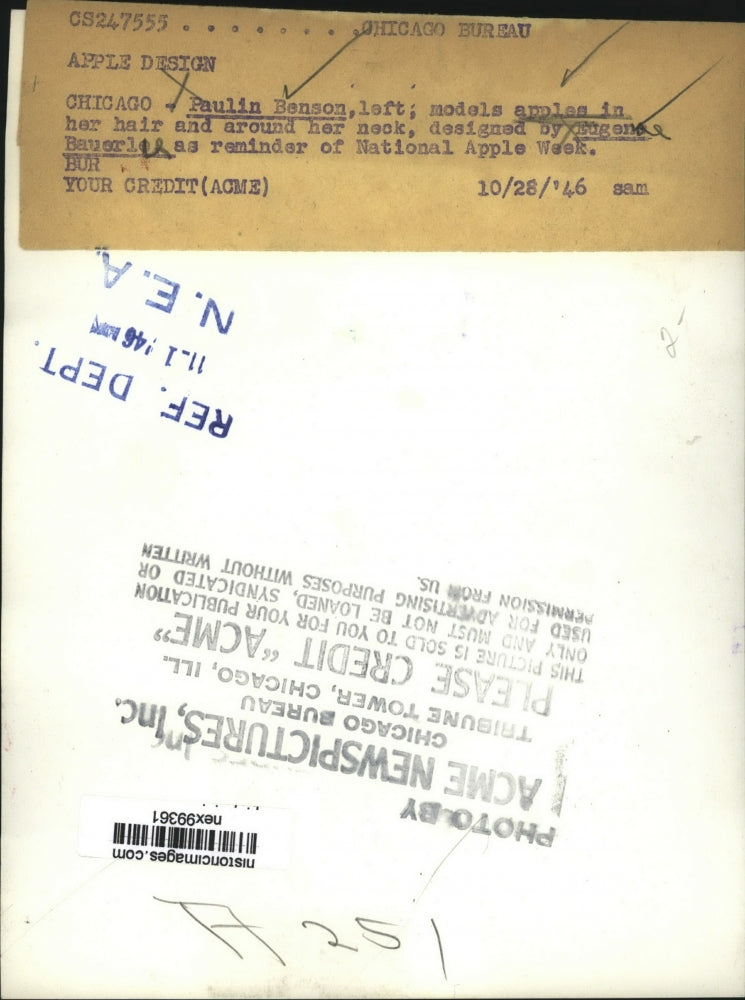 CS247555 . . . . . . . . CHICAGO BUREAU
APPLE DESIGN
CHICAGO - Paulin Benson, left; models apples in
her hair and around her neck, designed by Eugene
Bauerle as reminder of National Apple Week.
BUR
YOUR CREDIT(ACME) 10/28/'46 sam
2-
REF. DEPT.
11-1-'46
N.E.A.
PHOTO BY
ACME NEWSPICTURES, Inc.
CHICAGO BUREAU
TRIBUNE TOWER, CHICAGO, ILL.
PLEASE CREDIT "ACME"
THIS PICTURE IS SOLD TO YOU FOR YOUR PUBLICATION
ONLY AND MUST NOT BE LOANED, SYNDICATED OR
USED FOR ADVERTISING PURPOSES WITHOUT WRITTEN
PERMISSION FROM US.
historicimages.com
nex99361
A 251